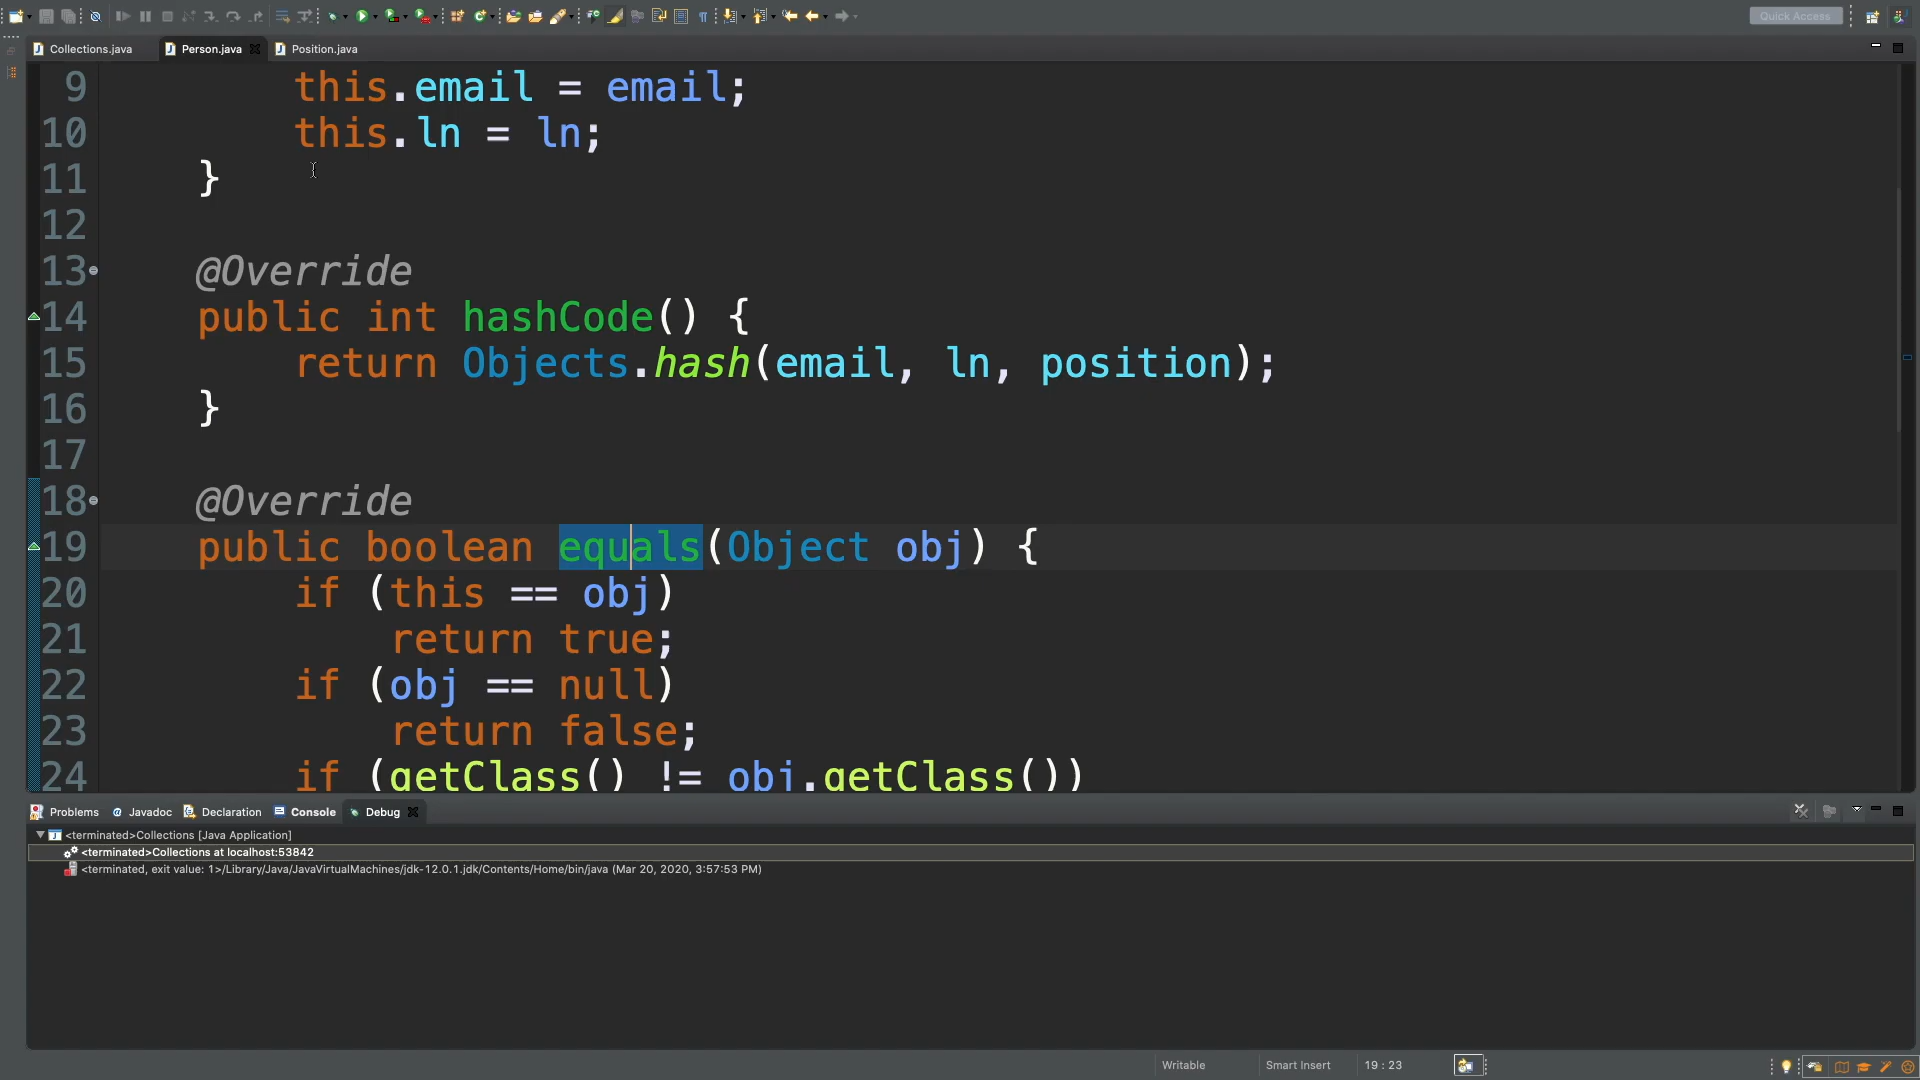 Quick Access
Collections.java
Person.java
Position.java
9 this.email = email;
10 this.ln = ln;
11 }
12
13 @Override
14 public int hashCode() {
15 return Objects.hash(email, ln, position);
16 }
17
18 @Override
19 public boolean equals(Object obj) {
20 if (this == obj)
21 return true;
22 if (obj == null)
23 return false;
24 if (getClass() != obj.getClass())
Problems
Javadoc
Declaration
Console
Debug
<terminated>Collections [Java Application]
<terminated>Collections at localhost:53842
<terminated, exit value: 1>/Library/Java/JavaVirtualMachines/jdk-12.0.1.jdk/Contents/Home/bin/java (Mar 20, 2020, 3:57:53 PM)
Writable
Smart Insert
19 : 23